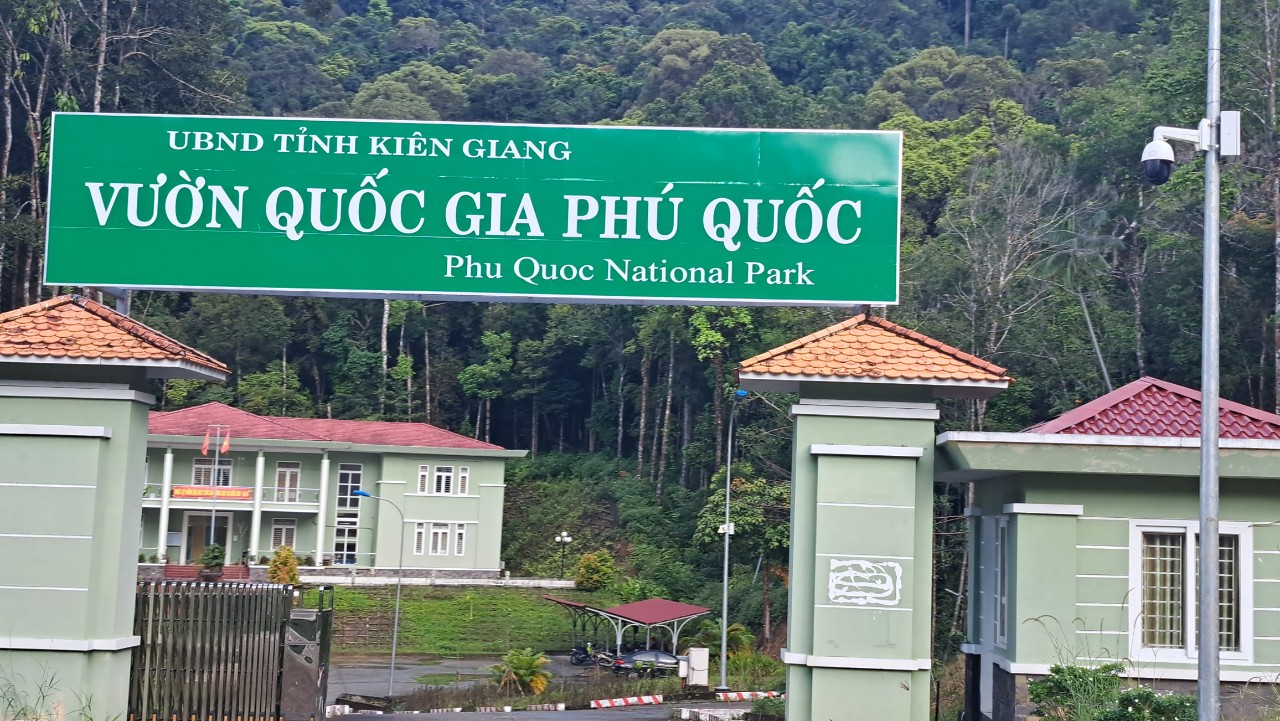 UBND TỈNH KIÊN GIANG
VƯỜN QUỐC GIA PHÚ QUỐC
Phu Quoc National Park